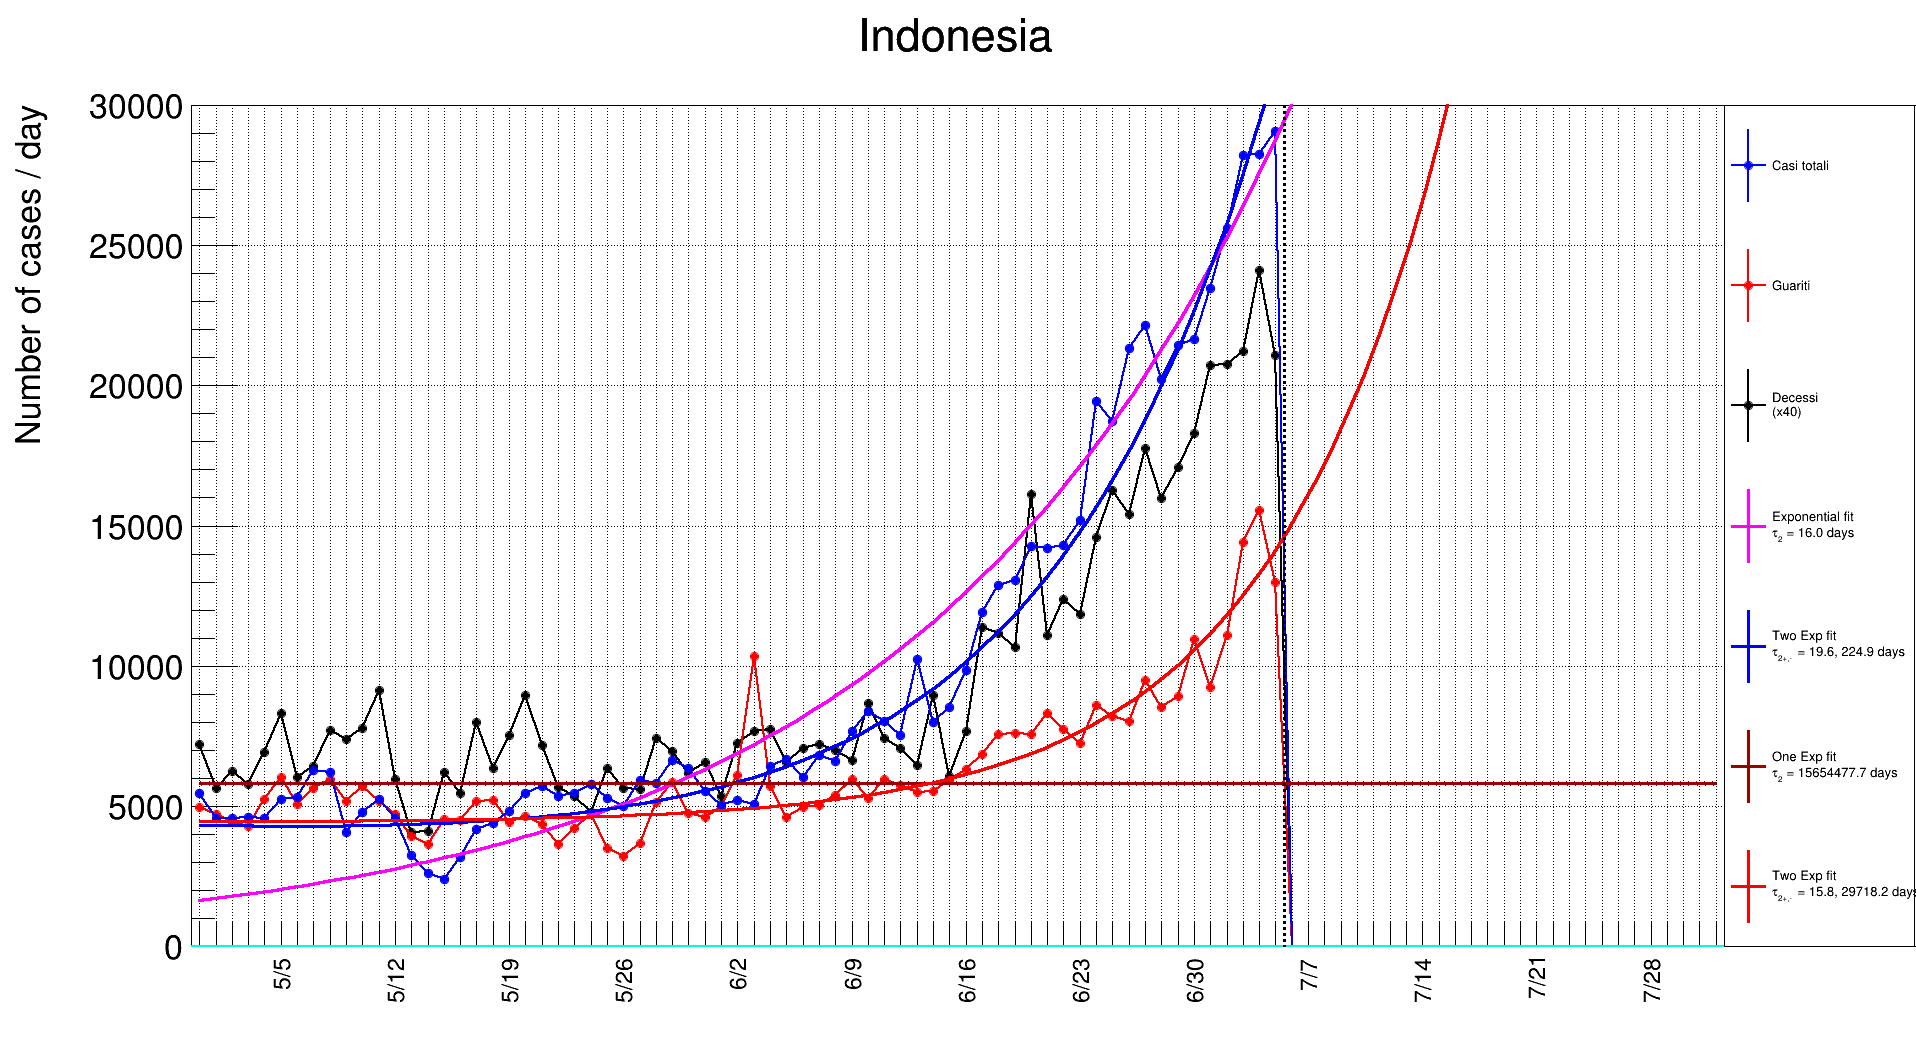 Indonesia
Number of cases / day
30000
25000
20000
15000
10000
5000
0
5/5
5/12
5/19
5/26
6/2
6/9
6/16
6/23
6/30
7/7
7/14
7/21
7/28
Casi totali
Guariti
Decessi
(x40)
Exponential fit
τ2 = 16.0 days
Two Exp fit
τ2+,- = 19.6, 224.9 days
One Exp fit
τ2 = 15654477.7 days
Two Exp fit
τ2+,- = 15.8, 29718.2 days